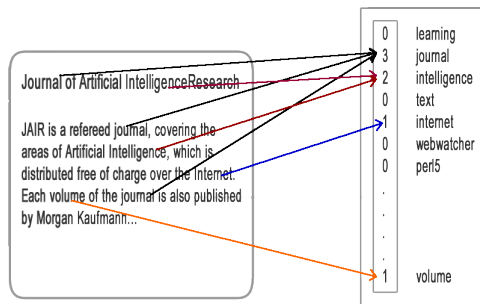 Journal of Artificial IntelligenceResearch
JAIR is a refereed journal, covering the
areas of Artificial Intelligence, which is
distributed free of charge over the Internet.
Each volume of the journal is also published
by Morgan Kaufmann...
0 learning
3 journal
2 intelligence
0 text
1 internet
0 webwatcher
0 perl5
.
.
.
.
1 volume